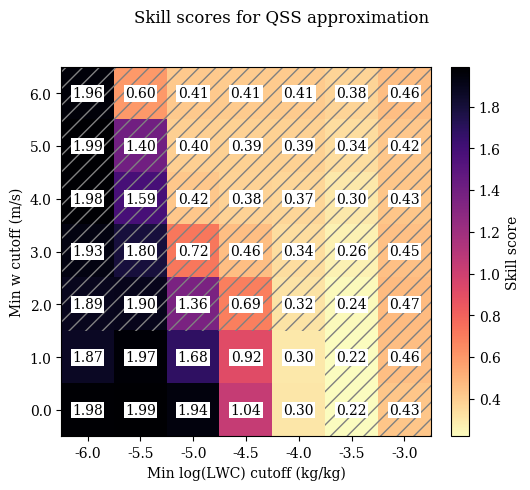 Skill scores for QSS approximation
6.0 1.96 0.60 0.41 0.41 0.41 0.38 0.46
5.0 1.99 1.40 0.40 0.39 0.39 0.34 0.42
4.0 1.98 1.59 0.42 0.38 0.37 0.30 0.43
3.0 1.93 1.80 0.72 0.46 0.34 0.26 0.45
2.0 1.89 1.90 1.36 0.69 0.32 0.24 0.47
1.0 1.87 1.97 1.68 0.92 0.30 0.22 0.46
0.0 1.98 1.99 1.94 1.04 0.30 0.22 0.43
-6.0 -5.5 -5.0 -4.5 -4.0 -3.5 -3.0
Min log(LWC) cutoff (kg/kg)
Min w cutoff (m/s)
1.8
1.6
1.4
1.2
1.0
0.8
0.6
0.4
Skill score